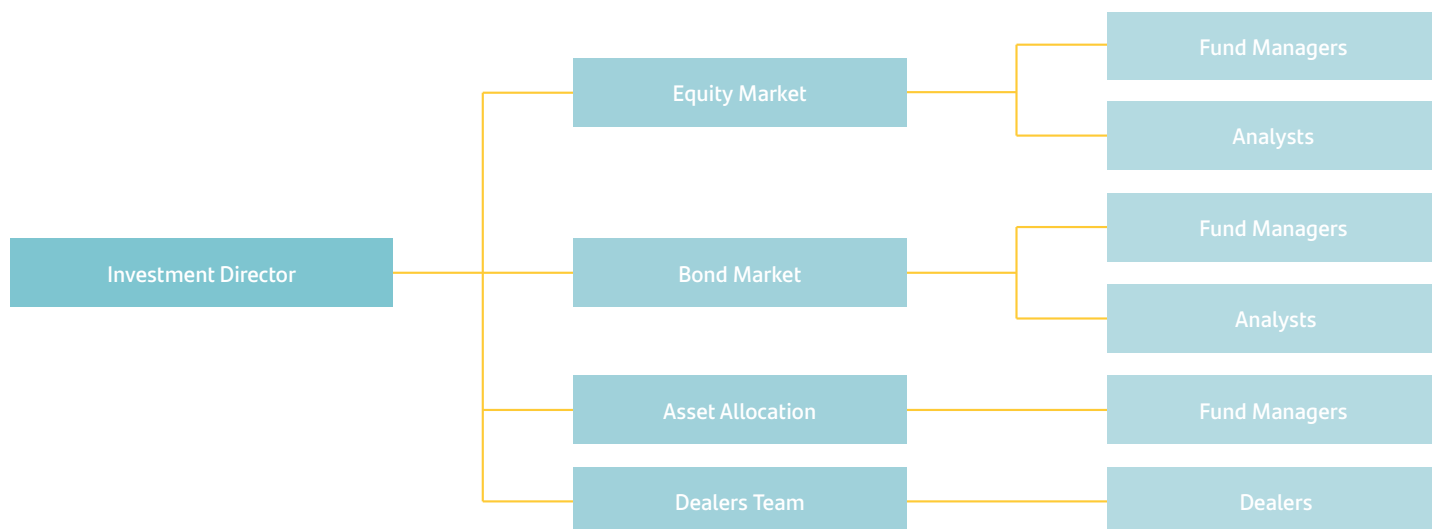 Fund Managers
Equity Market
Analysts
Fund Managers
Investment Director
Bond Market
Analysts
Asset Allocation
Fund Managers
Dealers Team
Dealers